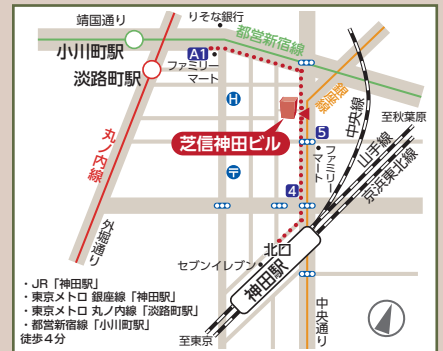 靖国通り
りそな銀行
都営新宿線
小川町駅
A1
ファミリー
マート
淡路町駅
銀座線
中央線
至秋葉原
H
山手線
京浜東北線
芝信神田ビル
5
ファミリー
マート
丸ノ内線
〒
4
外堀通り
北口
セブンイレブン
神田駅
中央通り
・JR「神田駅」
・東京メトロ 銀座線「神田駅」
・東京メトロ 丸ノ内線「淡路町駅」
・都営新宿線「小川町駅」
徒歩4分
至東京